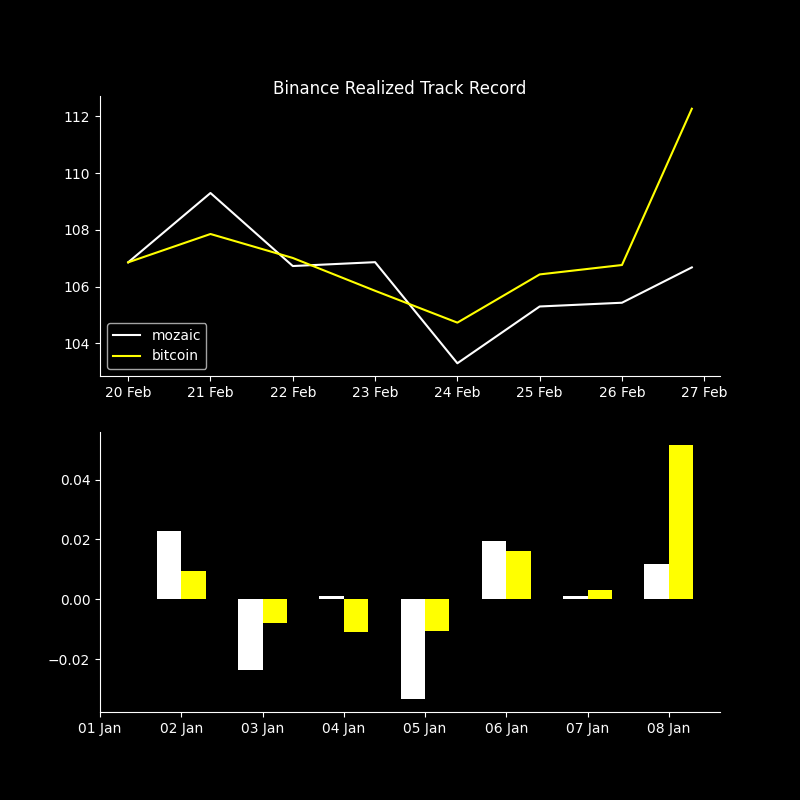 Binance Realized Track Record
112
110
108
106
104
mozaic
bitcoin
20 Feb 21 Feb 22 Feb 23 Feb 24 Feb 25 Feb 26 Feb 27 Feb
0.04
0.02
0.00
−0.02
01 Jan 02 Jan 03 Jan 04 Jan 05 Jan 06 Jan 07 Jan 08 Jan